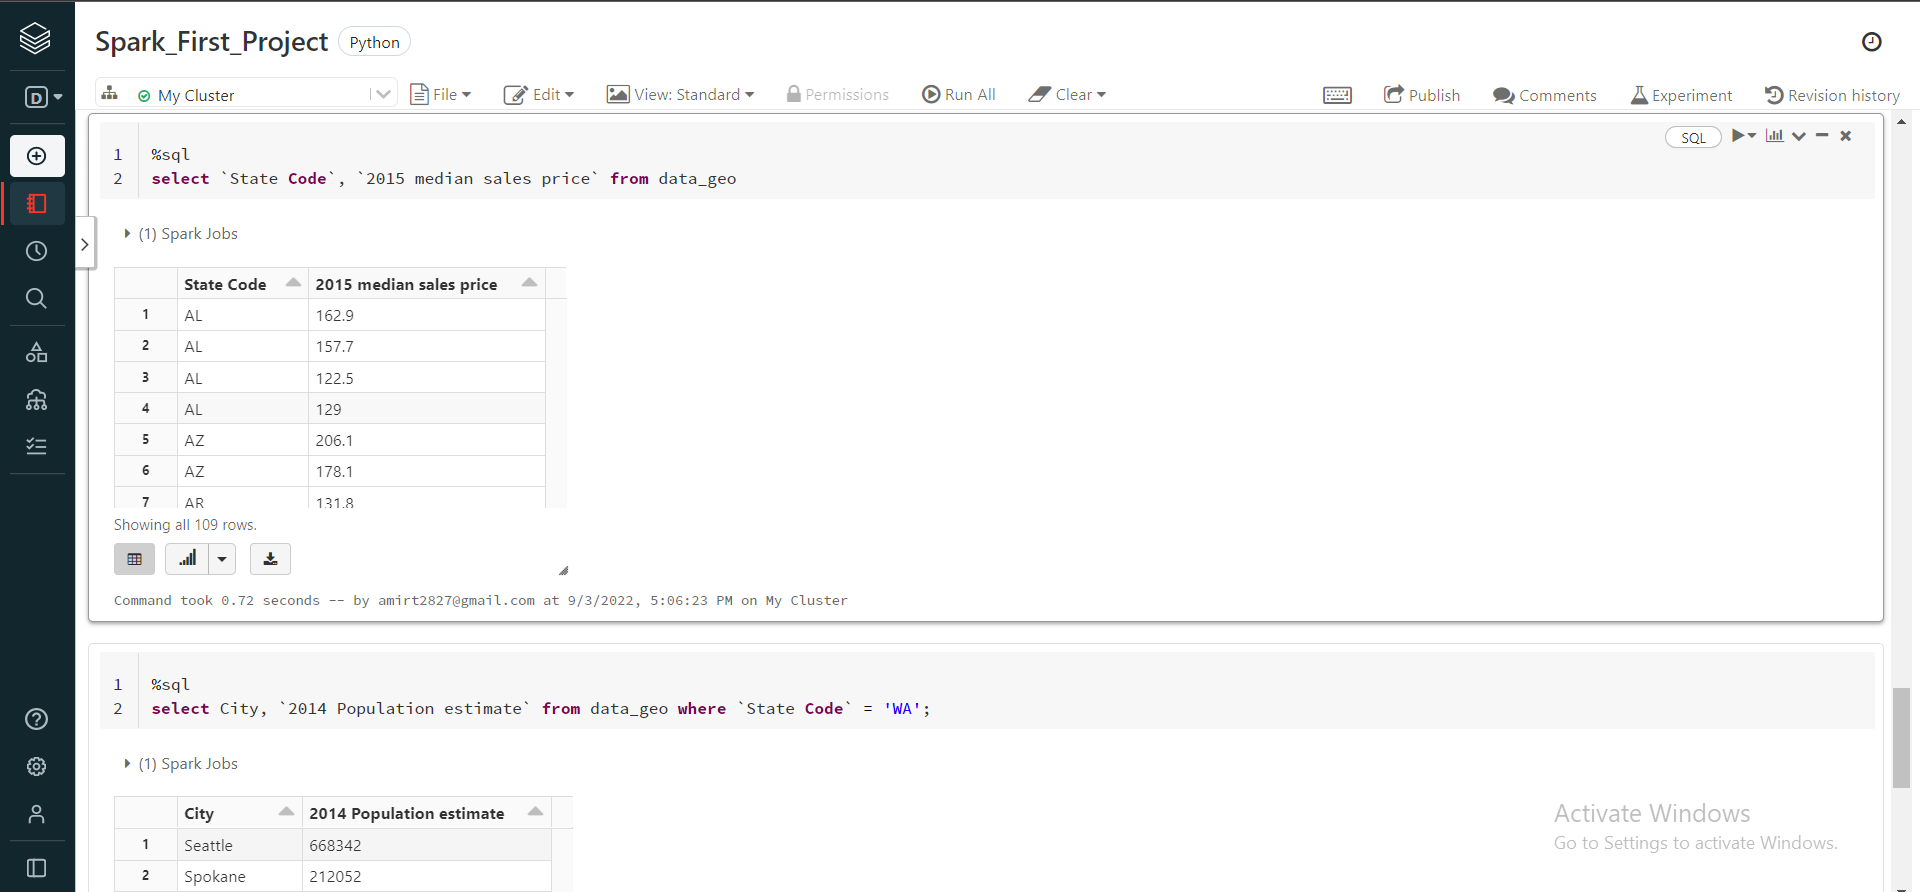 Spark_First_Project Python
D My Cluster File Edit View: Standard Permissions Run All Clear Publish Comments Experiment Revision history
SQL
1 %sql
2 select `State Code`, `2015 median sales price` from data_geo
(1) Spark Jobs
State Code 2015 median sales price
1 AL 162.9
2 AL 157.7
3 AL 122.5
4 AL 129
5 AZ 206.1
6 AZ 178.1
7 AR 131.8
Showing all 109 rows.
Command took 0.72 seconds -- by amirt2827@gmail.com at 9/3/2022, 5:06:23 PM on My Cluster
1 %sql
2 select City, `2014 Population estimate` from data_geo where `State Code` = 'WA';
(1) Spark Jobs
City 2014 Population estimate
1 Seattle 668342
2 Spokane 212052
Activate Windows
Go to Settings to activate Windows.